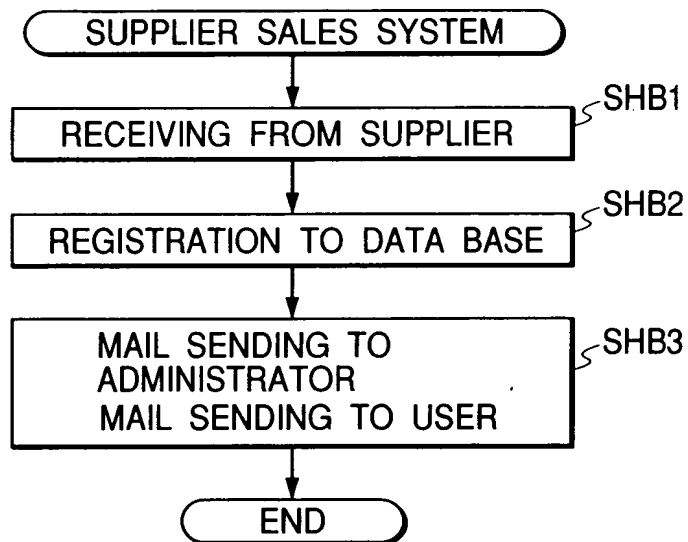 SUPPLIER SALES SYSTEM
SHB1
RECEIVING FROM SUPPLIER
SHB2
REGISTRATION TO DATA BASE
SHB3
MAIL SENDING TO
ADMINISTRATOR
MAIL SENDING TO USER
END